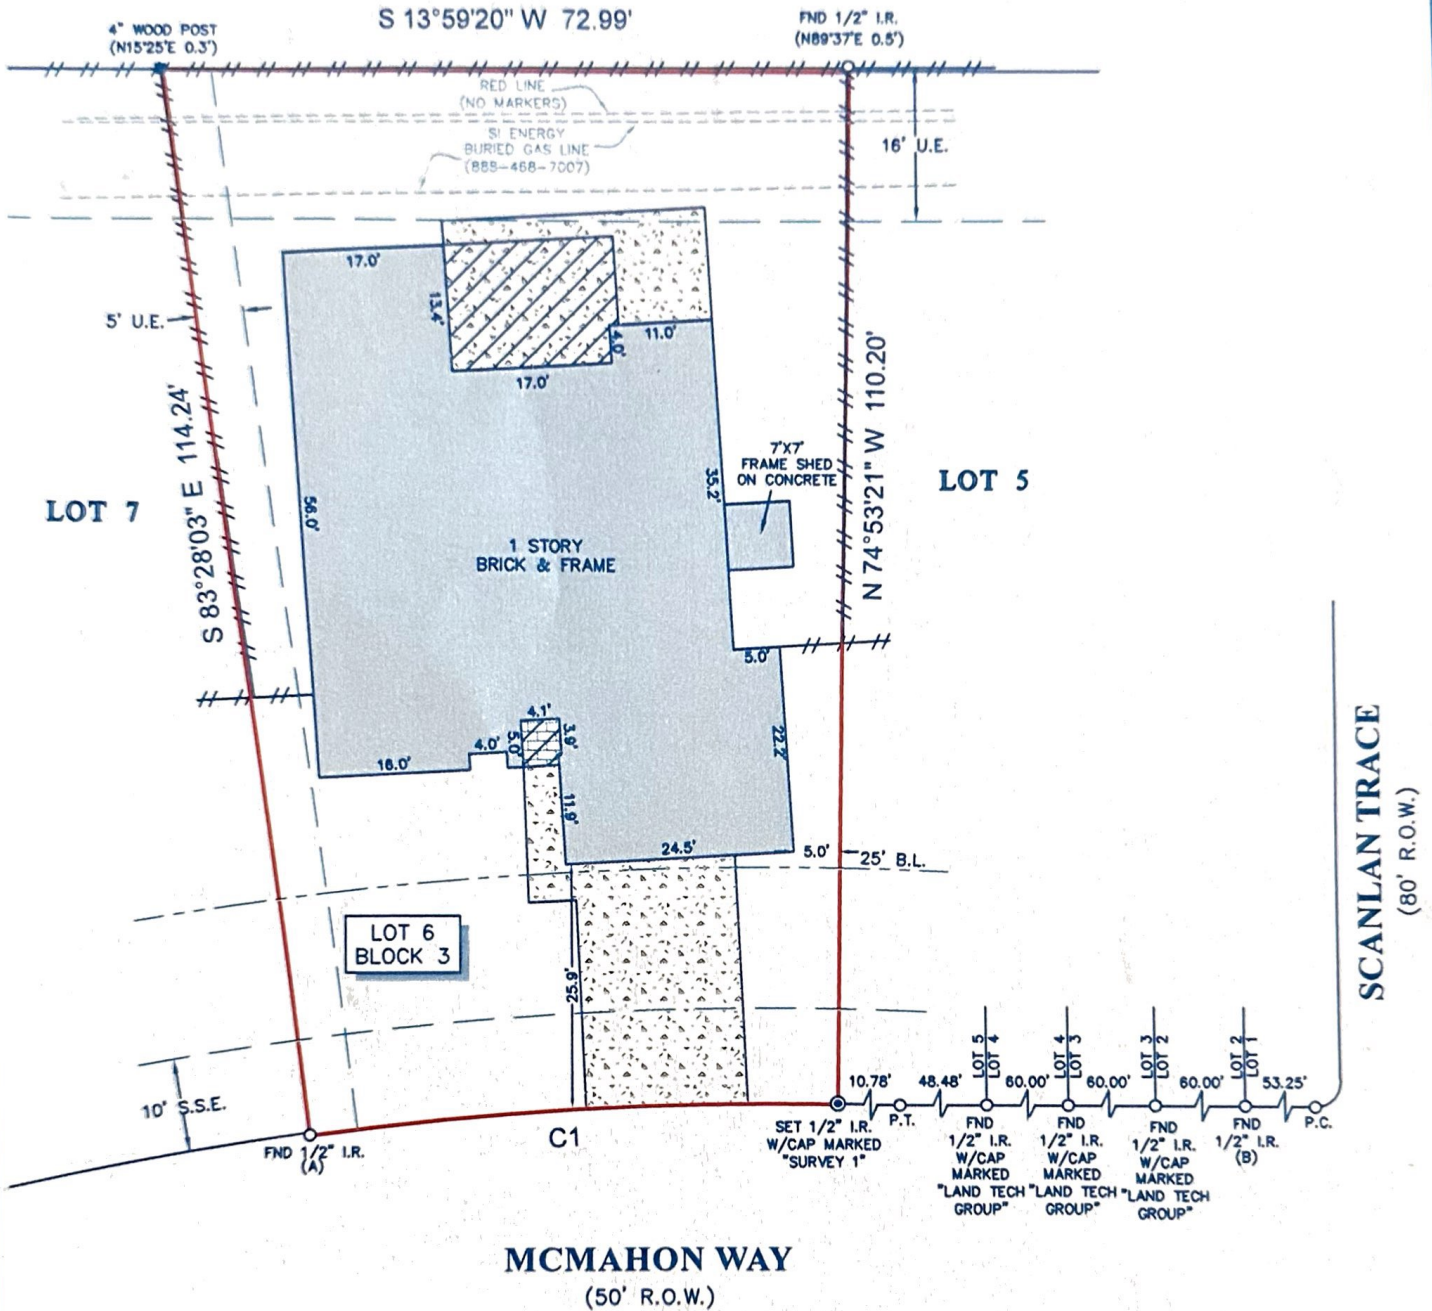 S 13°59'20" W 72.99'
4" WOOD POST
(N15°25'E 0.3')
FND 1/2" I.R.
(N89°37'E 0.5')
RED LINE
(NO MARKERS)
SI ENERGY
BURIED GAS LINE
(888-468-7007)
16' U.E.
17.0'
13.4'
4.0'
11.0'
17.0'
5' U.E.
S 83°28'03" E 114.24'
N 74°53'21" W 110.20'
LOT 7
LOT 5
7'X7'
FRAME SHED
ON CONCRETE
35.2'
56.0'
1 STORY
BRICK & FRAME
5.0'
4.1'
3.9'
5.0'
4.0'
16.0'
22.2'
11.9'
24.5'
5.0'
25' B.L.
LOT 6
BLOCK 3
25.9'
SCANLAN TRACE
(80' R.O.W.)
10' S.S.E.
FND 1/2" I.R.
(A)
C1
SET 1/2" I.R.
W/CAP MARKED
"SURVEY 1"
10.78'
P.T.
48.48'
LOT 5
LOT 4
60.00'
LOT 4
LOT 3
60.00'
LOT 3
LOT 2
60.00'
LOT 2
LOT 1
53.25'
P.C.
FND
1/2" I.R.
W/CAP
MARKED
"LAND TECH
GROUP"
FND
1/2" I.R.
W/CAP
MARKED
"LAND TECH
GROUP"
FND
1/2" I.R.
W/CAP
MARKED
"LAND TECH
GROUP"
FND
1/2" I.R.
(B)
MCMAHON WAY
(50' R.O.W.)